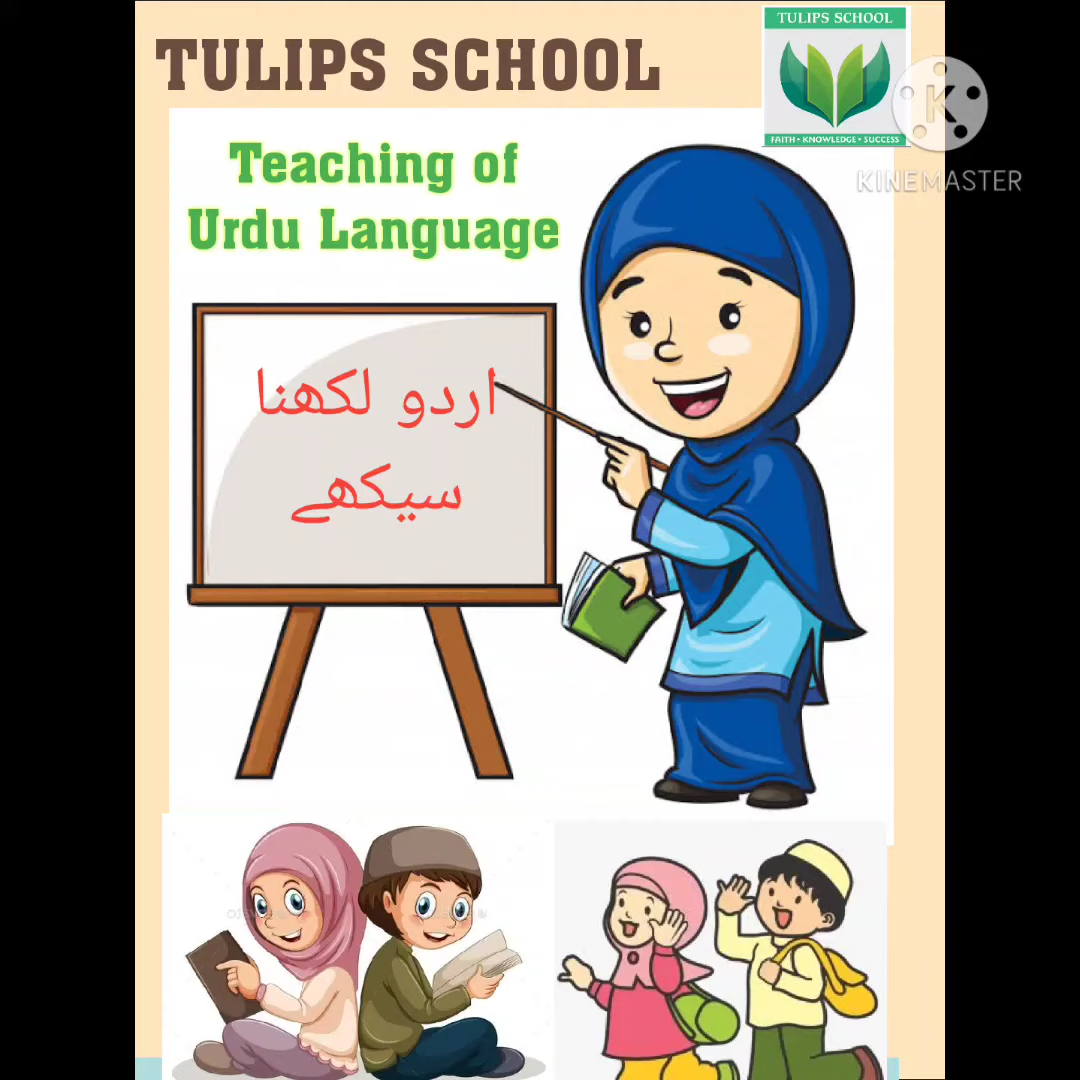 TULIPS SCHOOL
TULIPS SCHOOL
FAITH • KNOWLEDGE • SUCCESS
K
KINEMASTER
Teaching of
Urdu Language
اردو لکھنا
سیکھے